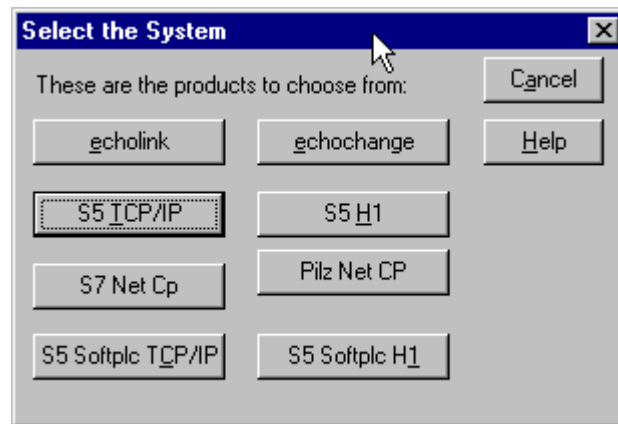 Select the System
These are the products to choose from:
Cancel
echolink
echochange
Help
S5 TCP/IP
S5 H1
S7 Net Cp
Pilz Net CP
S5 Softplc TCP/IP
S5 Softplc H1